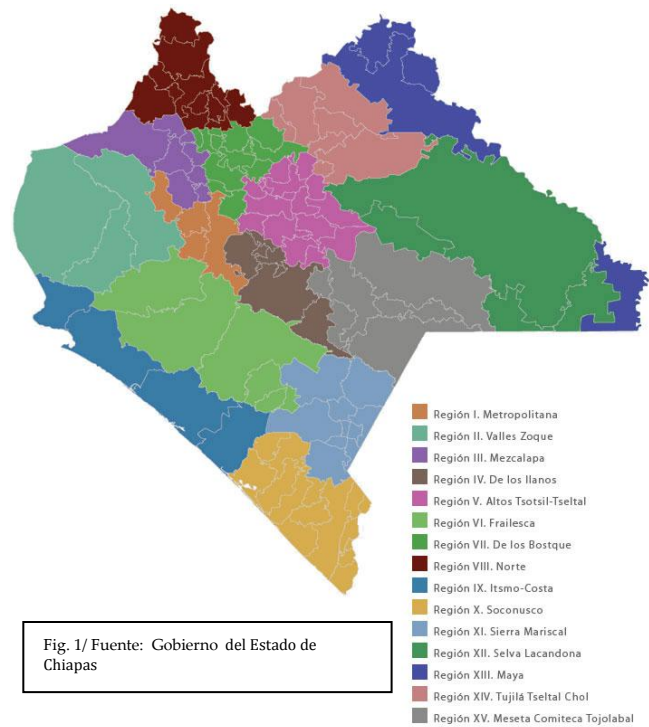 Región I. Metropolitana
Región II. Valles Zoque
Región III. Mezcalapa
Región IV. De los llanos
Región V. Altos Tsotsil-Tseltal
Región VI. Frailesca
Región VII. De los Bostque
Región VIII. Norte
Región IX. Itsmo-Costa
Región X. Soconusco
Región XI. Sierra Mariscal
Región XII. Selva Lacandona
Región XIII. Maya
Región XIV. Tujilá Tseltal Chol
Región XV. Meseta Comiteca Tojolabal
Fig. 1/ Fuente: Gobierno del Estado de
Chiapas